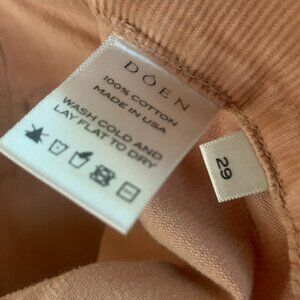 DÔEN
100% COTTON
MADE IN USA
WASH COLD AND
LAY FLAT TO DRY
29